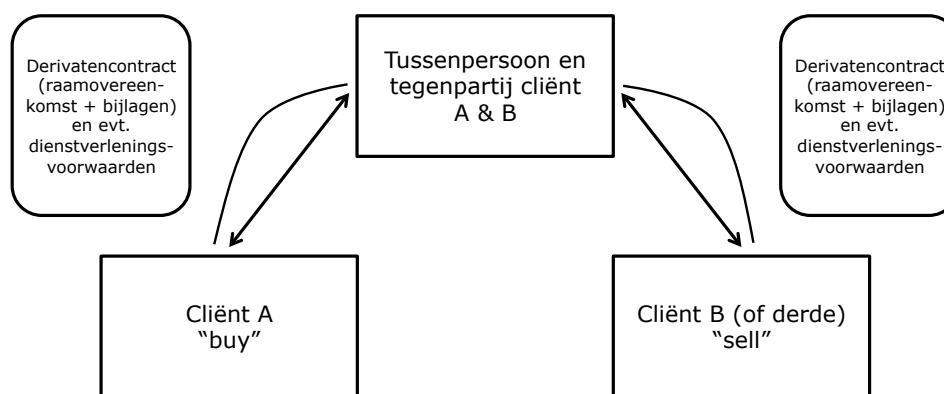 Derivatencontract
(raamovereen-
komst + bijlagen)
en evt.
dienstverlenings-
voorwaarden
Tussenpersoon en
tegenpartij cliënt
A & B
Derivatencontract
(raamovereen-
komst + bijlagen)
en evt.
dienstverlenings-
voorwaarden
Cliënt A
“buy”
Cliënt B (of derde)
“sell”